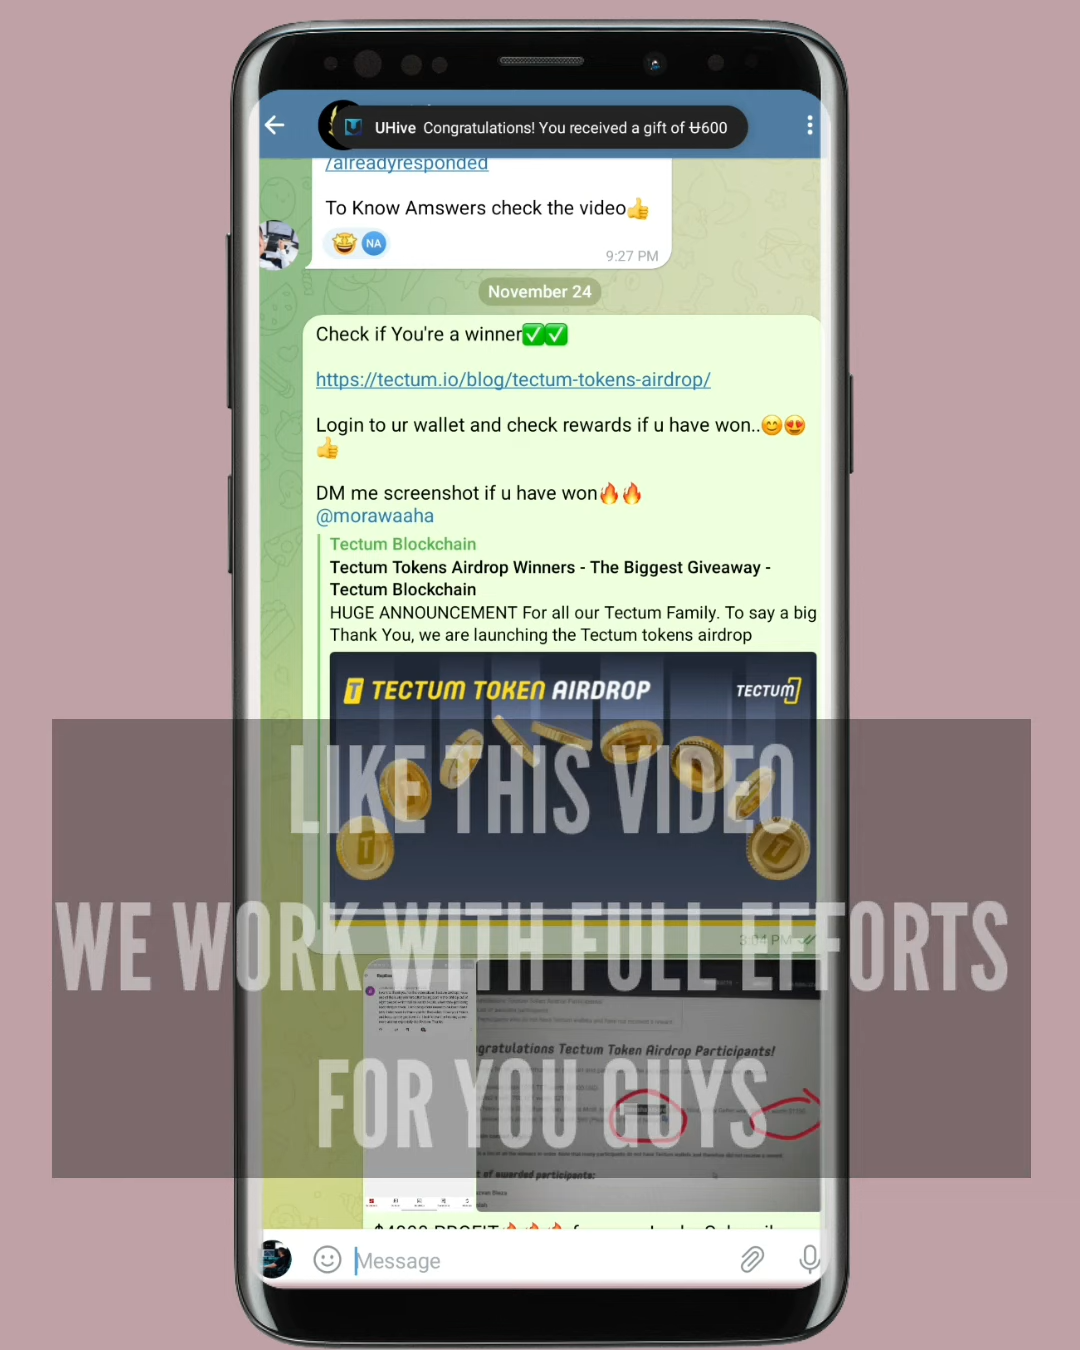 UHive Congratulations! You received a gift of Ʉ600
/alreadyresponded
To Know Amswers check the video👍
NA
9:27 PM
November 24
Check if You're a winner✅✅
https://tectum.io/blog/tectum-tokens-airdrop/
Login to ur wallet and check rewards if u have won..😊😍
👍
DM me screenshot if u have won🔥🔥
@morawaaha
Tectum Blockchain
Tectum Tokens Airdrop Winners - The Biggest Giveaway -
Tectum Blockchain
HUGE ANNOUNCEMENT For all our Tectum Family. To say a big
Thank You, we are launching the Tectum tokens airdrop
TECTUM TOKEN AIRDROP
TECTUM
LIKE THIS VIDEO
WE WORK WITH FULL EFFORTS
3:04 PM
gratulations Tectum Token Airdrop Participants!
FOR YOU GUYS
t of awarded participants:
Message